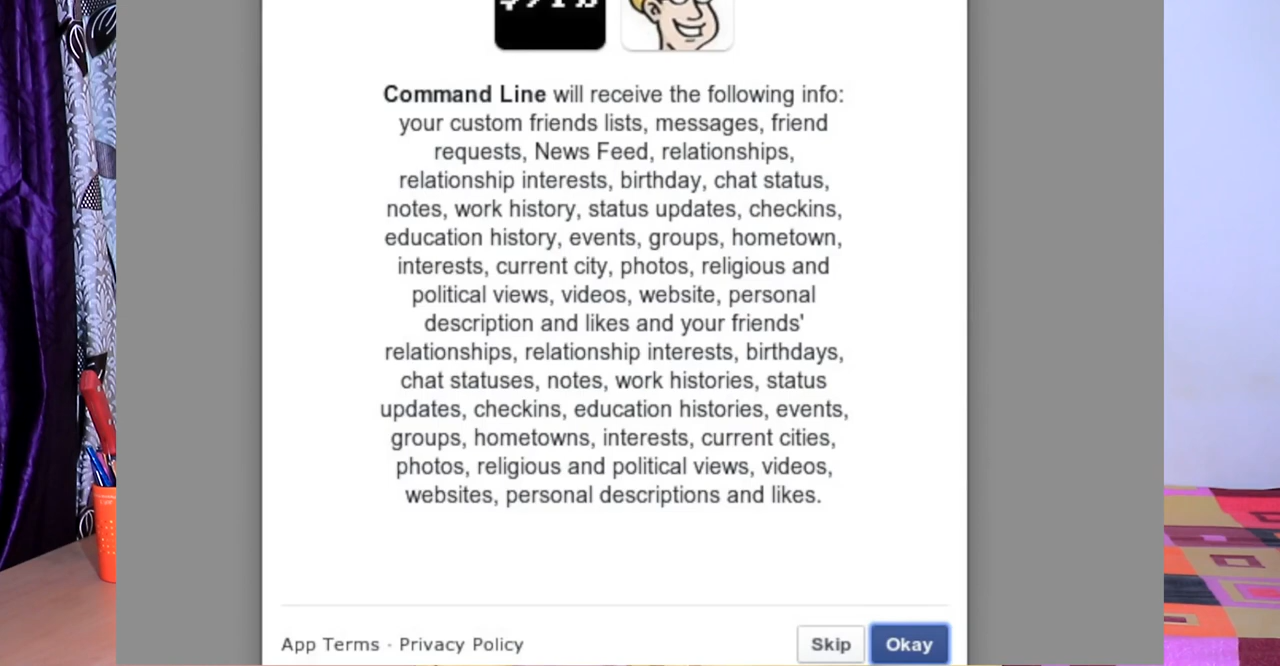 Command Line will receive the following info:
your custom friends lists, messages, friend
requests, News Feed, relationships,
relationship interests, birthday, chat status,
notes, work history, status updates, checkins,
education history, events, groups, hometown,
interests, current city, photos, religious and
political views, videos, website, personal
description and likes and your friends'
relationships, relationship interests, birthdays,
chat statuses, notes, work histories, status
updates, checkins, education histories, events,
groups, hometowns, interests, current cities,
photos, religious and political views, videos,
websites, personal descriptions and likes.
App Terms · Privacy Policy
Skip
Okay